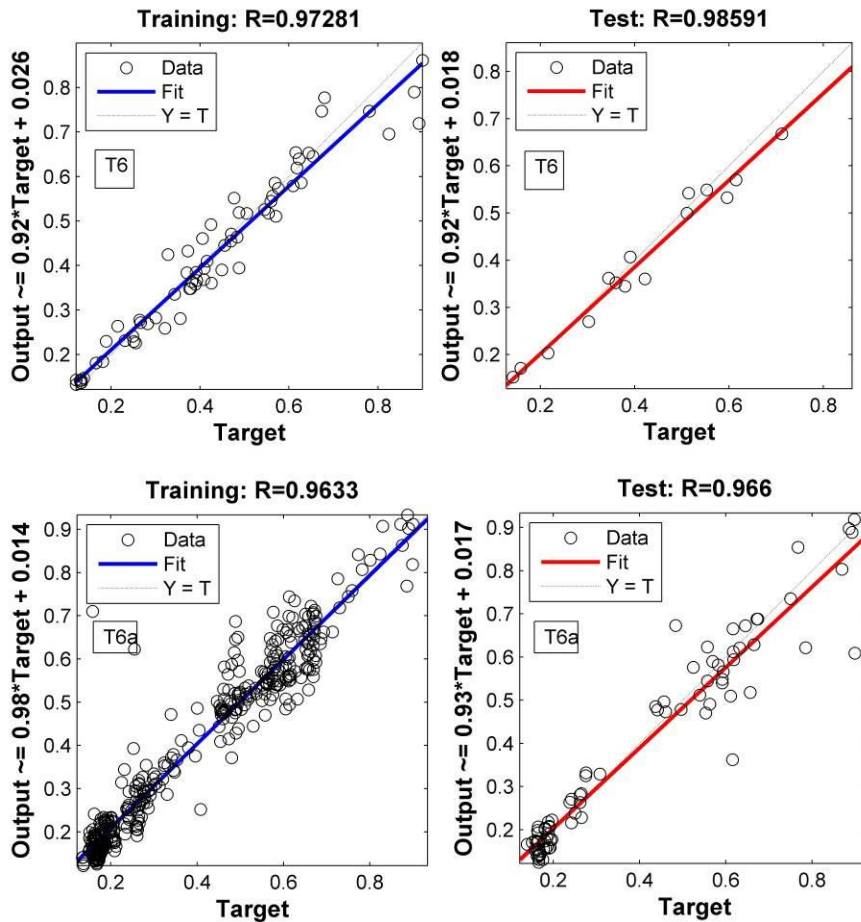 Training: R=0.97281
Output ~= 0.92*Target + 0.026
0.8
0.7
0.6
0.5
0.4
0.3
0.2
Data
Fit
Y = T
T6
0.2 0.4 0.6 0.8
Target
Test: R=0.98591
Output ~= 0.92*Target + 0.018
0.8
0.7
0.6
0.5
0.4
0.3
0.2
Data
Fit
Y = T
T6
0.2 0.4 0.6 0.8
Target
Training: R=0.9633
Output ~= 0.98*Target + 0.014
0.9
0.8
0.7
0.6
0.5
0.4
0.3
0.2
Data
Fit
Y = T
T6a
0.2 0.4 0.6 0.8
Target
Test: R=0.966
Output ~= 0.93*Target + 0.017
0.9
0.8
0.7
0.6
0.5
0.4
0.3
0.2
Data
Fit
Y = T
T6a
0.2 0.4 0.6 0.8
Target